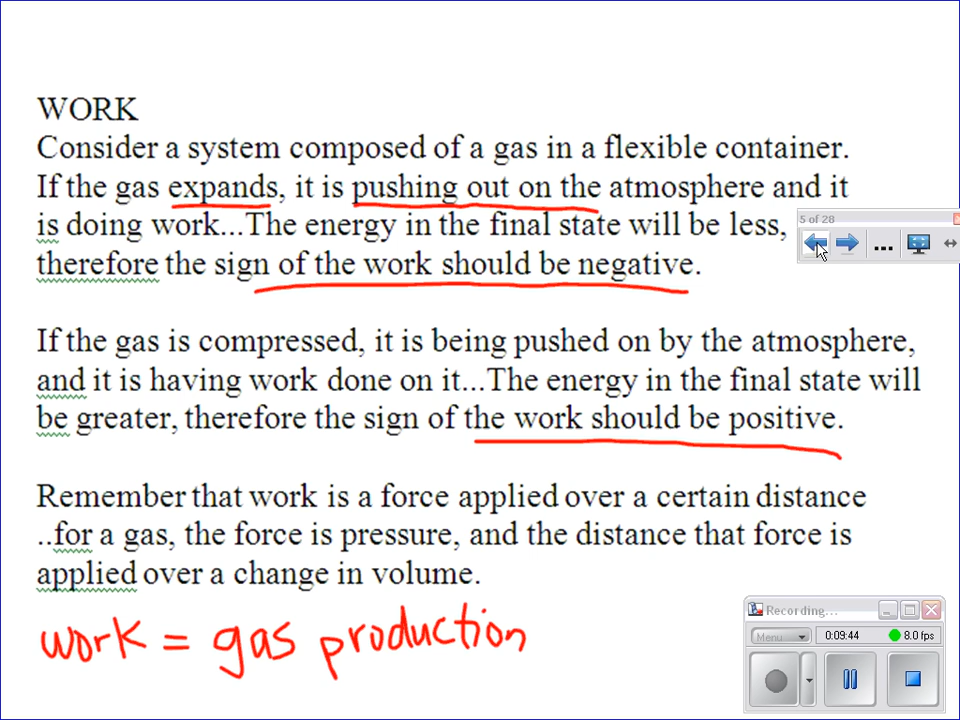 WORK
Consider a system composed of a gas in a flexible container.
If the gas expands, it is pushing out on the atmosphere and it
is doing work...The energy in the final state will be less,
therefore the sign of the work should be negative.
5 of 28
...
If the gas is compressed, it is being pushed on by the atmosphere,
and it is having work done on it...The energy in the final state will
be greater, therefore the sign of the work should be positive.
Remember that work is a force applied over a certain distance
..for a gas, the force is pressure, and the distance that force is
applied over a change in volume.
work = gas production
Recording...
Menu 0:09:44 8.0 fps